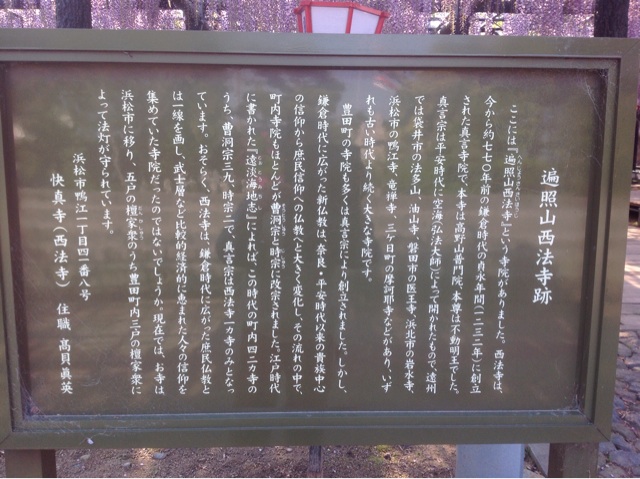 遍照山西法寺跡
ここには『遍照山西法寺』という寺院がありました。西法寺は、
今から約七七〇年前の鎌倉時代の貞永年間(一二三二年)に創立
された真言寺院で、本寺は高野山普門院、本尊は不動明王でした。
真言宗は平安時代に空海(弘法大師)によって開かれたもので、遠州
では袋井市の法多山、油山寺、磐田市の医王寺、浜北市の岩水寺、
浜松市の鴨江寺、龍禅寺、三ヶ日町の摩訶耶寺などがあり、いず
れも古い時代より続く大きな寺院です。
豊田町の寺院も多くは真言宗により創立されました。しかし、
鎌倉時代に広がった新仏教は、奈良・平安時代以来の貴族中心
の信仰から庶民信仰への仏教へと大きく変化し、その流れの中で、
町内寺院もほとんどが曹洞宗と時宗に改宗されました。江戸時代
に書かれた『遠淡海地志』によれば、この時代の町内四二カ寺の
うち、曹洞宗三九、時宗二で、真言宗は西法寺一カ寺のみとなっ
ています。おそらく、西法寺は、鎌倉時代に広がった庶民仏教と
は一線を画し、武士層など比較的経済的に恵まれた人々の信仰を
集めていた寺院だったのではないでしょうか。現在では、お寺は
浜松市に移り、五戸の檀家衆のうち豊田町内三戸の檀家衆に
よって法灯が守られています。
浜松市鴨江一丁目四一番八号
快真寺(西法寺) 住職 髙貝眞英